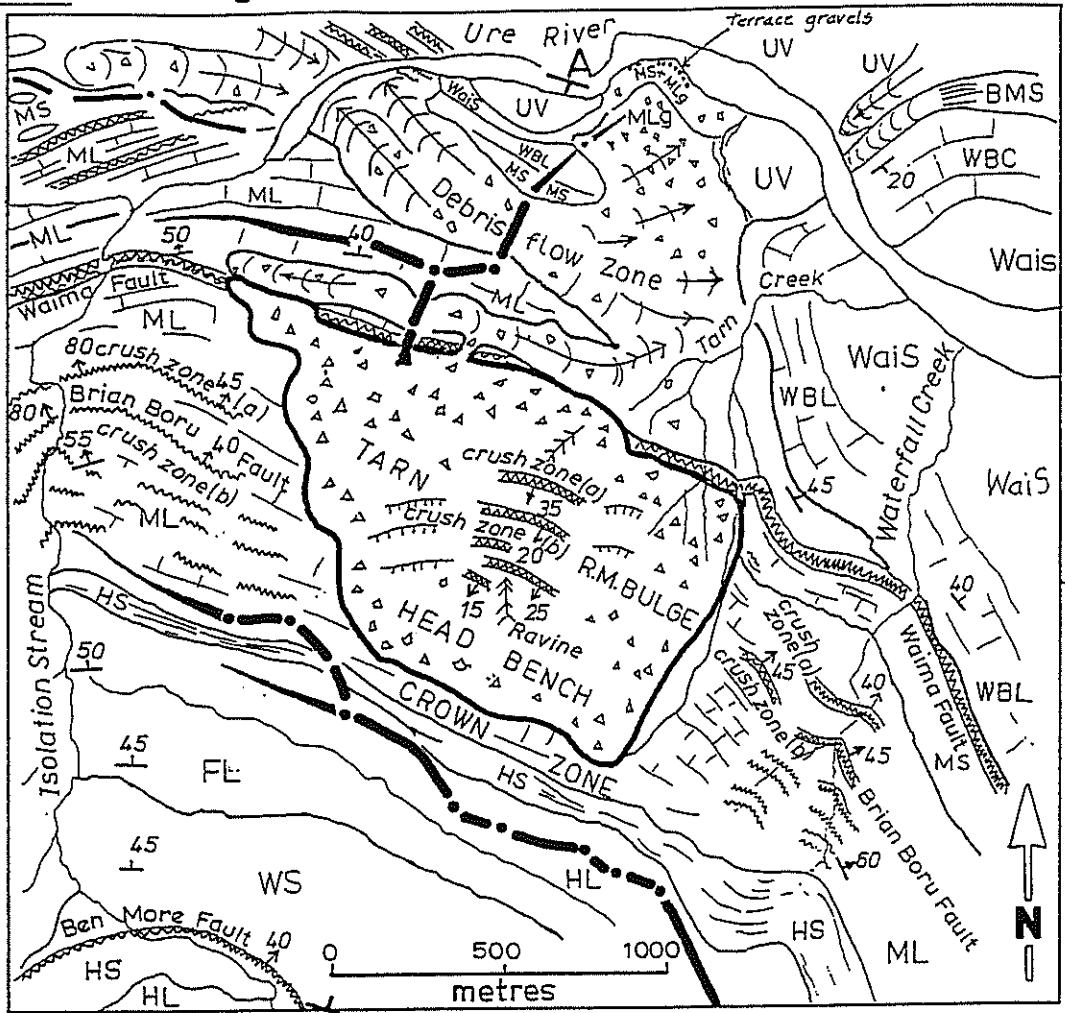 Terrace gravels
Ure River
A
UV
UV
UV
MS+MLg
WaiS
UV
BMS
MS
MLg
ML
WBL
WBC
MS
MS
UV
20
ML
Debris flow Zone
ML
40
50
Creek
Wais
Waima Fault
ML
Tarn
ML
WaiS
80 crush zone 45 (a)
WBL
Waterfall Creek
80
Brian Boru 40 Fault
TARN
crush zone (a)
WaiS
55 crush zone (b)
35
45
crush zone (b)
ML
20
R.M.BULGE
40
HS
15
25
HEAD BENCH
Ravine
crush zone (a)
45
40
Waima Fault
WBL
50
CROWN ZONE
crush zone (b)
Isolation Stream
45
MS
45
FL
HS
Brian Boru Fault
60
45
HL
WS
Ben More Fault
40
HS
ML
N
HS
0 500 1000
HL
metres